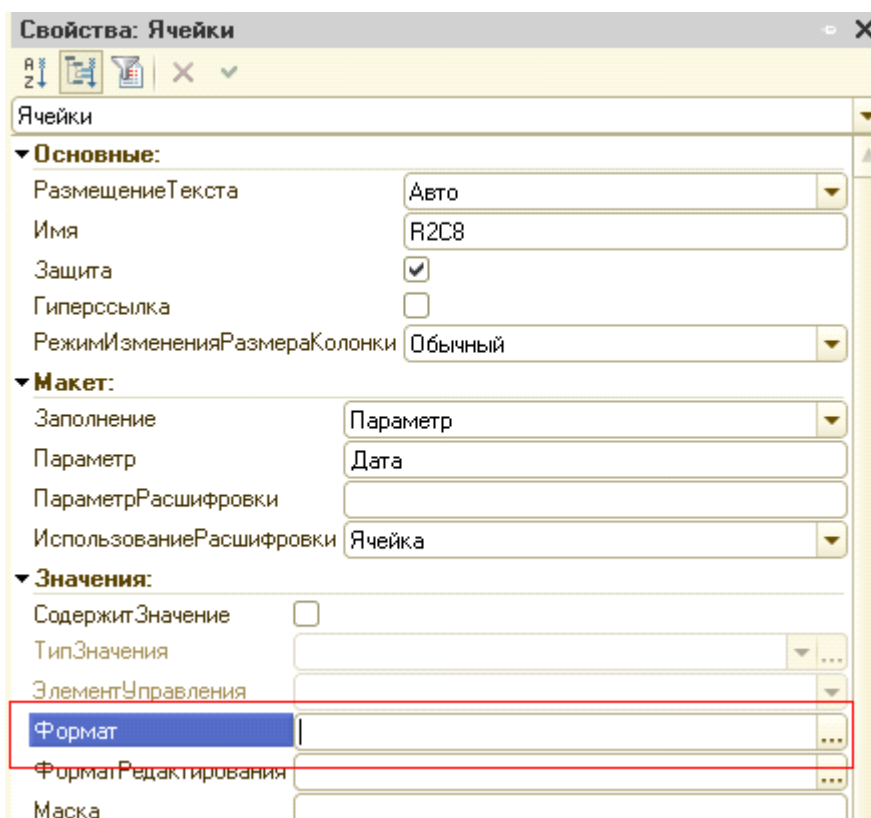 Свойства: Ячейки
Ячейки
Основные:
РазмещениеТекста Авто
Имя R2C8
Защита
Гиперссылка
РежимИзмененияРазмераКолонки Обычный
Макет:
Заполнение Параметр
Параметр Дата
ПараметрРасшифровки
ИспользованиеРасшифровки Ячейка
Значения:
СодержитЗначение
ТипЗначения ...
ЭлементУправления
Формат ...
ФорматРедактирования ...
Маска